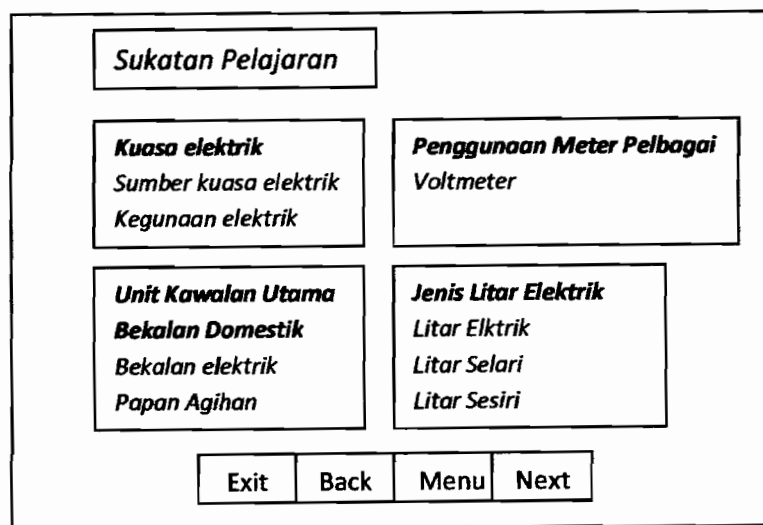 Sukatan Pelajaran
Kuasa elektrik
Sumber kuasa elektrik
Kegunaan elektrik
Penggunaan Meter Pelbagai
Voltmeter
Unit Kawalan Utama
Bekalan Domestik
Bekalan elektrik
Papan Agihan
Jenis Litar Elektrik
Litar Elktrik
Litar Selari
Litar Sesiri
Exit Back Menu Next